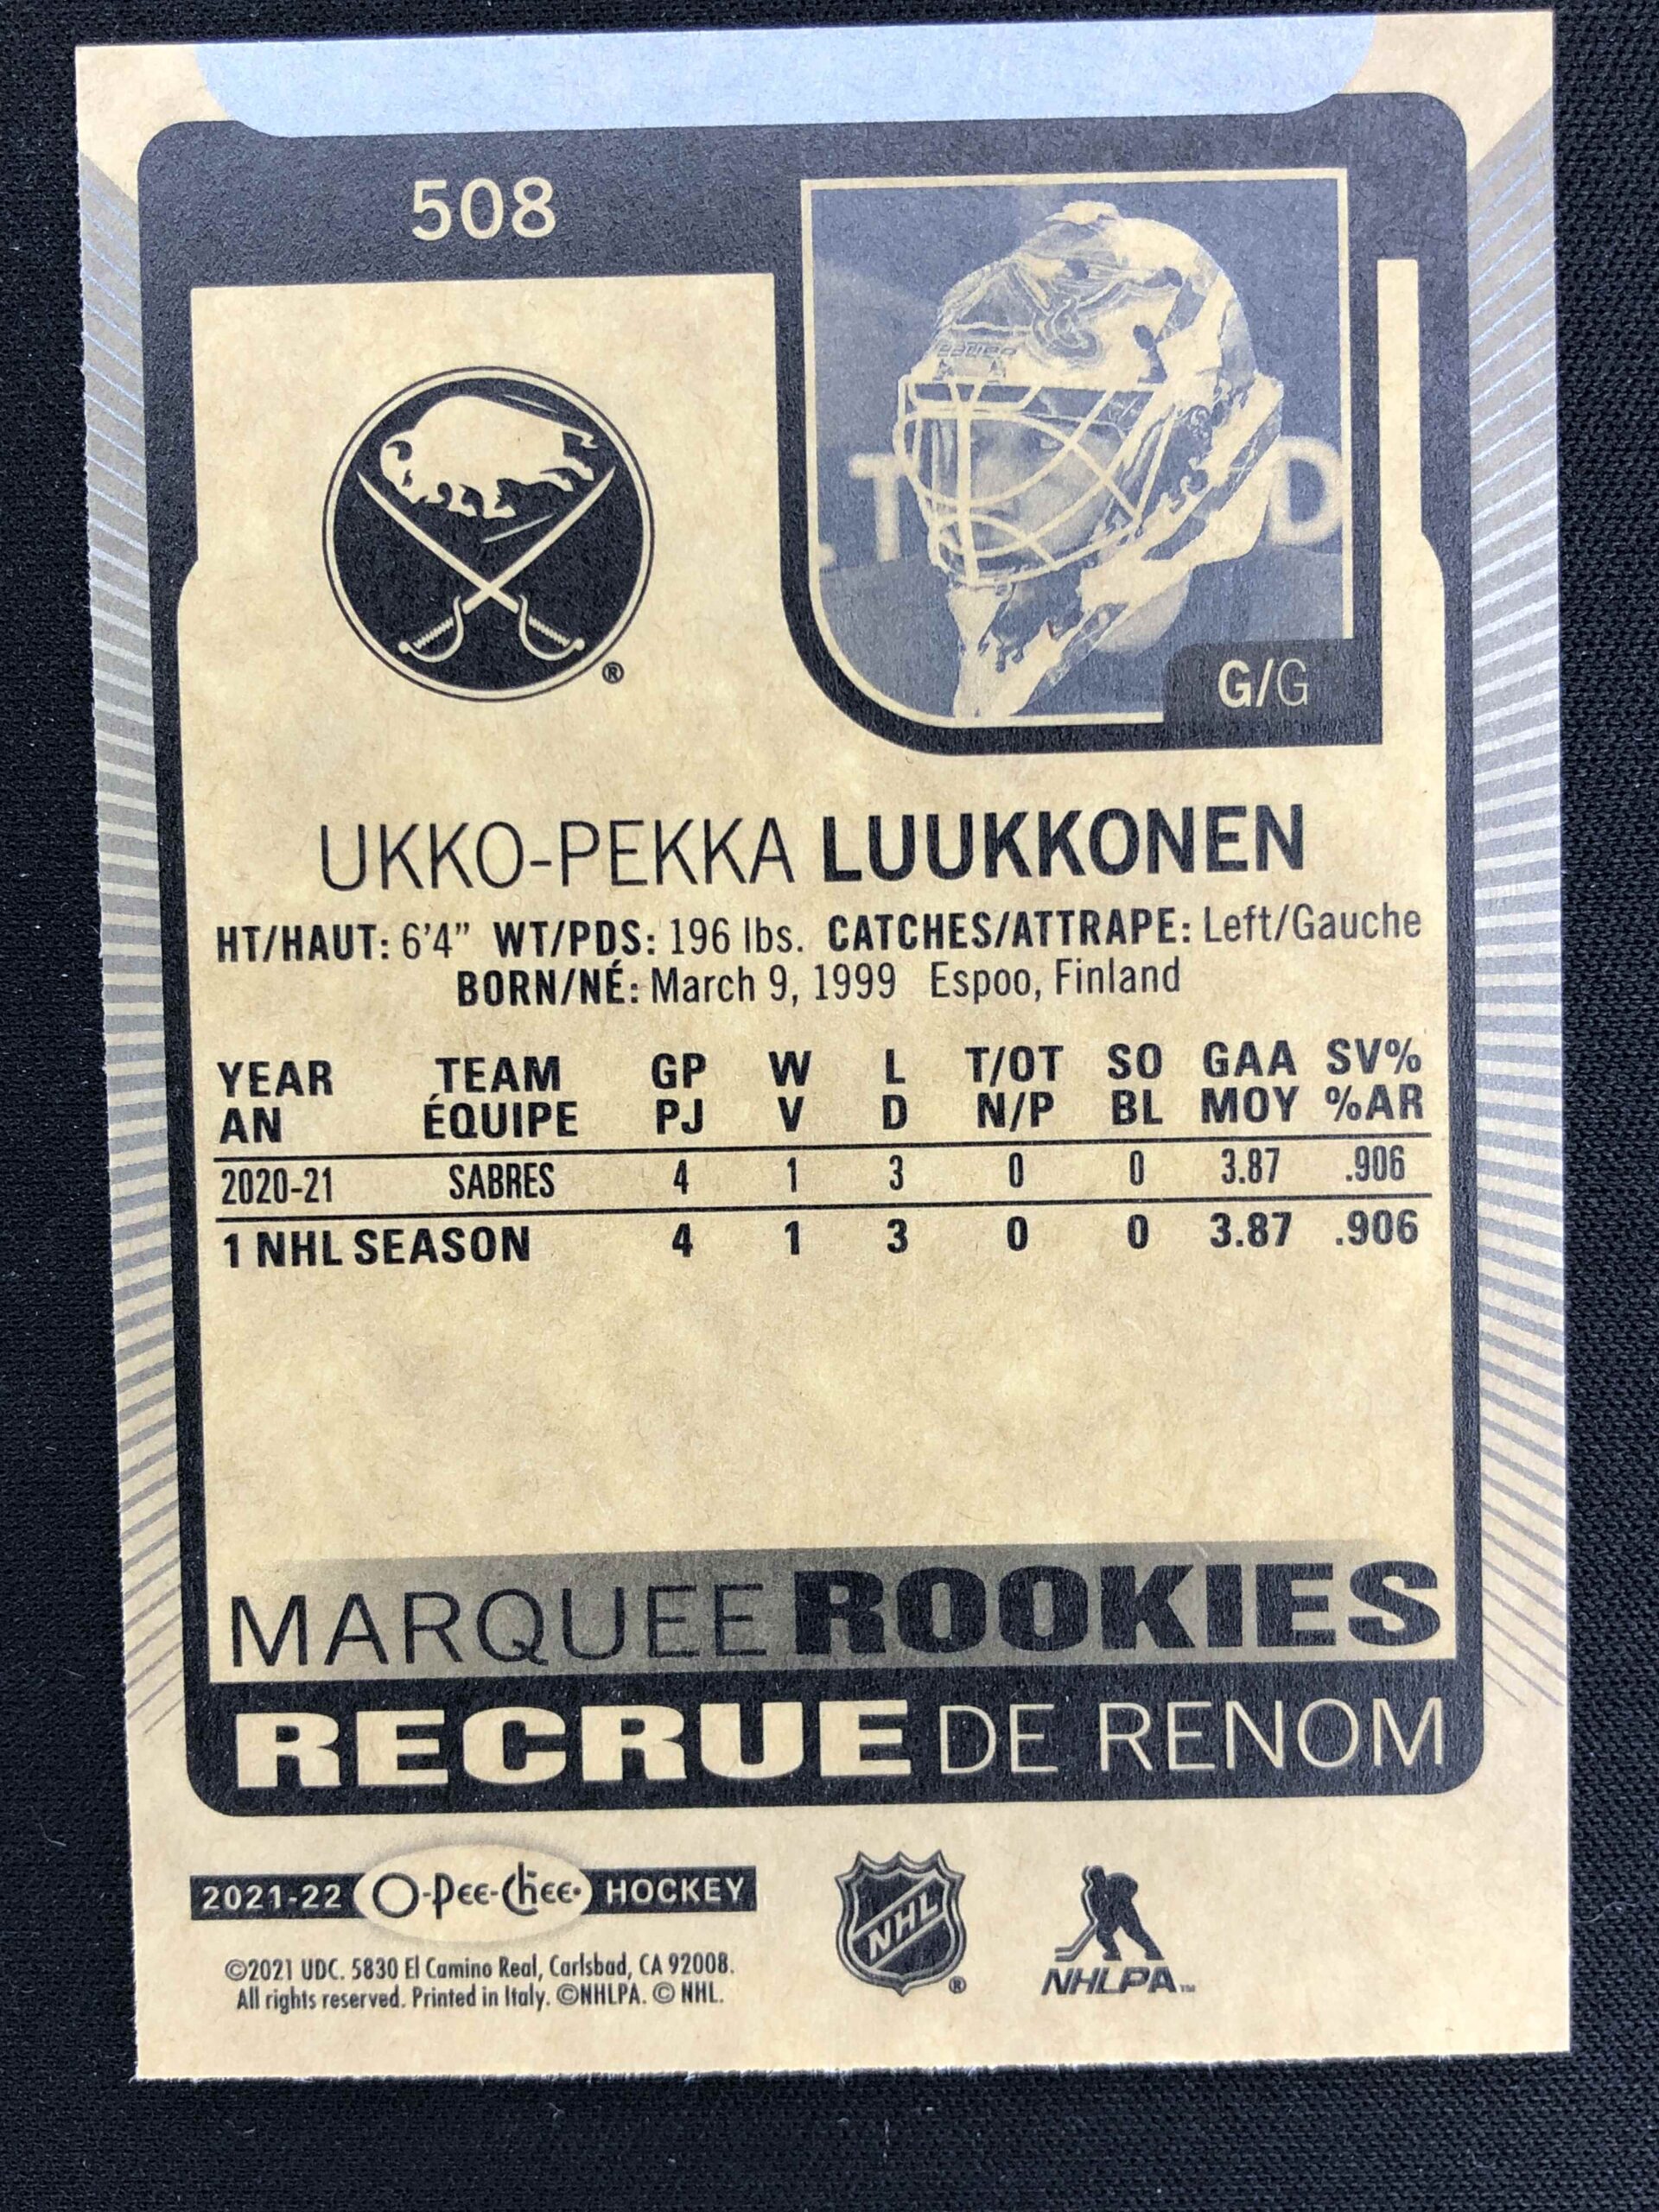 508
BAUER
T
D
G/G
®
UKKO-PEKKA LUUKKONEN
HT/HAUT: 6'4" WT/PDS: 196 lbs. CATCHES/ATTRAPE: Left/Gauche
BORN/NÉ: March 9, 1999 Espoo, Finland
YEAR TEAM GP W L T/OT SO GAA SV%
AN ÉQUIPE PJ V D N/P BL MOY %AR
2020-21 SABRES 4 1 3 0 0 3.87 .906
1 NHL SEASON 4 1 3 0 0 3.87 .906
MARQUEE ROOKIES
RECRUE DE RENOM
2021-22 O-Pee-Chee HOCKEY
©2021 UDC. 5830 El Camino Real, Carlsbad, CA 92008.
All rights reserved. Printed in Italy. ©NHLPA. © NHL.
NHL ®
NHLPA™